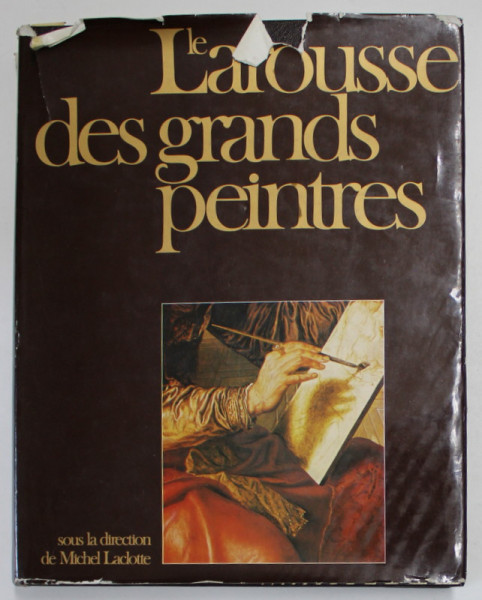 le
Larousse
des grands
peintres
sous la direction
de Michel Laclotte